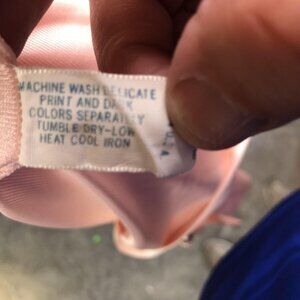 MACHINE WASH DELICATE
PRINT AND DARK
COLORS SEPARATELY
TUMBLE DRY-LOW
HEAT COOL IRON